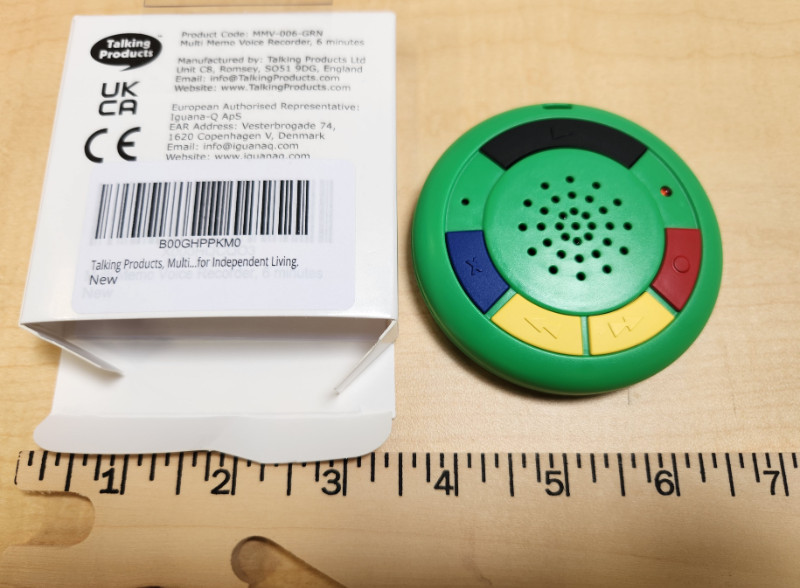 Talking
Products
UK
CA
CE
Product Code: MMV-006-GRN
Multi Memo Voice Recorder, 6 minutes
Manufactured by: Talking Products Ltd
Unit C8, Romsey, SO51 9DG, England
Email: info@TalkingProducts.com
Website: www.TalkingProducts.com
European Authorised Representative:
Iguana-Q ApS
EAR Address: Vesterbrogade 74,
1620 Copenhagen V, Denmark
Email: info@iguanaq.com
Website: www.iguanaq.com
B00GHPPKM0
Talking Products, Multi...for Independent Living.
New
1 2 3 4 5 6 7